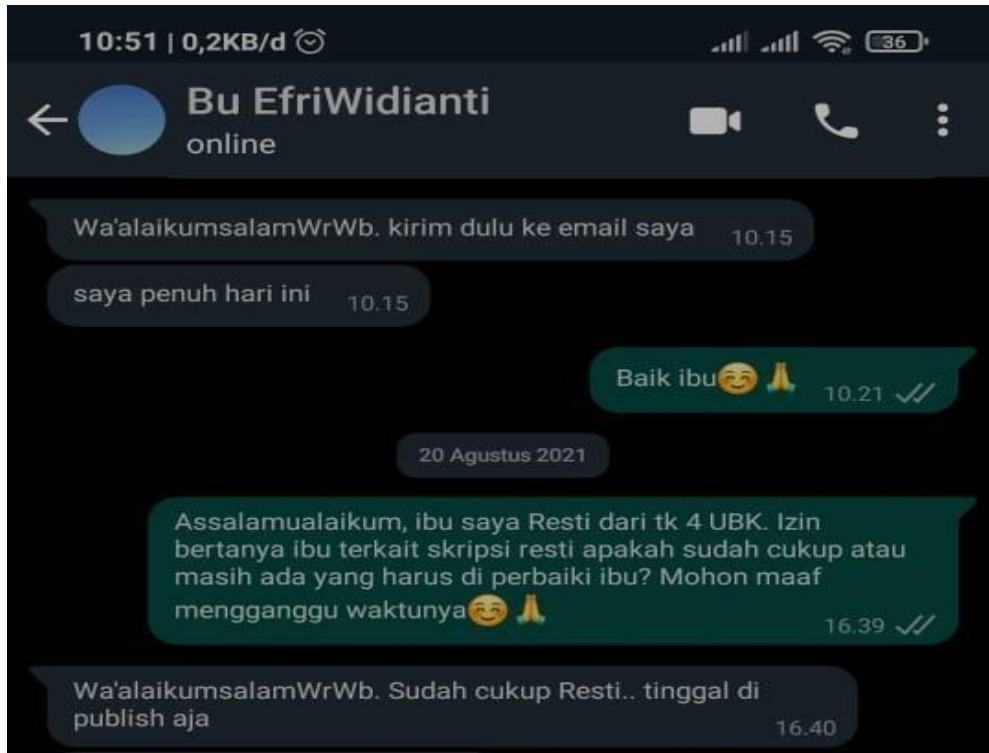 10:51 | 0,2KB/d
36
Bu EfriWidianti
online
Wa'alaikumsalamWrWb. kirim dulu ke email saya 10.15
saya penuh hari ini 10.15
Baik ibu☺️🙏 10.21
20 Agustus 2021
Assalamualaikum, ibu saya Resti dari tk 4 UBK. Izin
bertanya ibu terkait skripsi resti apakah sudah cukup atau
masih ada yang harus di perbaiki ibu? Mohon maaf
mengganggu waktunya☺️🙏 16.39
Wa'alaikumsalamWrWb. Sudah cukup Resti.. tinggal di
publish aja 16.40